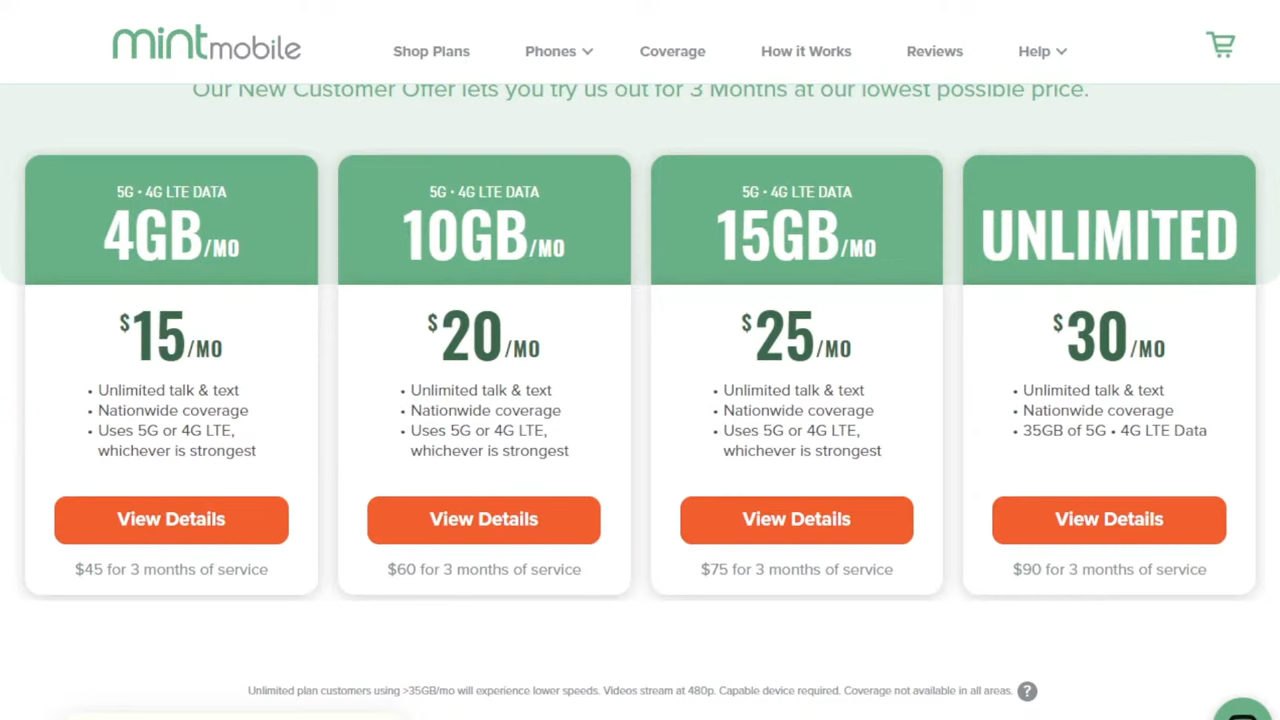 mintmobile
Shop Plans
Phones
Coverage
How it Works
Reviews
Help
Our New Customer Offer lets you try us out for 3 Months at our lowest possible price.
5G • 4G LTE DATA
4GB/MO
$15/MO
• Unlimited talk & text
• Nationwide coverage
• Uses 5G or 4G LTE,
whichever is strongest
View Details
$45 for 3 months of service
5G • 4G LTE DATA
10GB/MO
$20/MO
• Unlimited talk & text
• Nationwide coverage
• Uses 5G or 4G LTE,
whichever is strongest
View Details
$60 for 3 months of service
5G • 4G LTE DATA
15GB/MO
$25/MO
• Unlimited talk & text
• Nationwide coverage
• Uses 5G or 4G LTE,
whichever is strongest
View Details
$75 for 3 months of service
UNLIMITED
$30/MO
• Unlimited talk & text
• Nationwide coverage
• 35GB of 5G • 4G LTE Data
View Details
$90 for 3 months of service
Unlimited plan customers using >35GB/mo will experience lower speeds. Videos stream at 480p. Capable device required. Coverage not available in all areas. ?